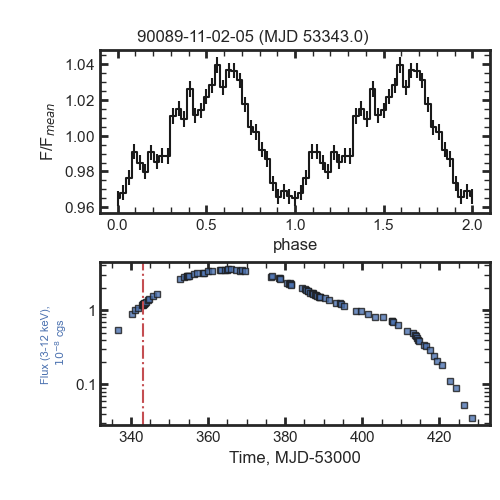 90089-11-02-05 (MJD 53343.0)
1.04
1.02
1.00
0.98
0.96
F/F_mean
0.0 0.5 1.0 1.5 2.0
phase
1
0.1
Flux (3-12 keV),
10⁻⁸ cgs
340 360 380 400 420
Time, MJD-53000